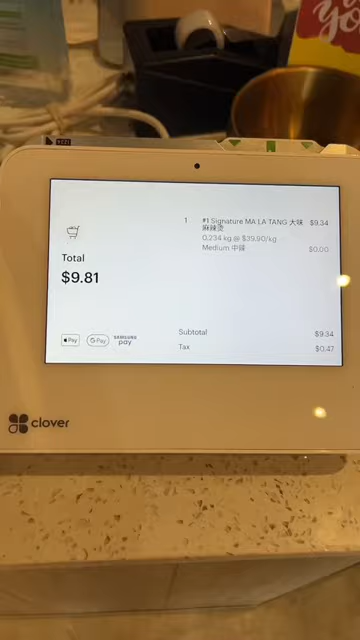 Total
$9.81
1 #1 Signature MA LA TANG 大味 $9.34
麻辣烫
0.234 kg @ $39.90/kg
Medium 中辣 $0.00
Subtotal $9.34
Tax $0.47
Pay G Pay SAMSUNG pay
clover